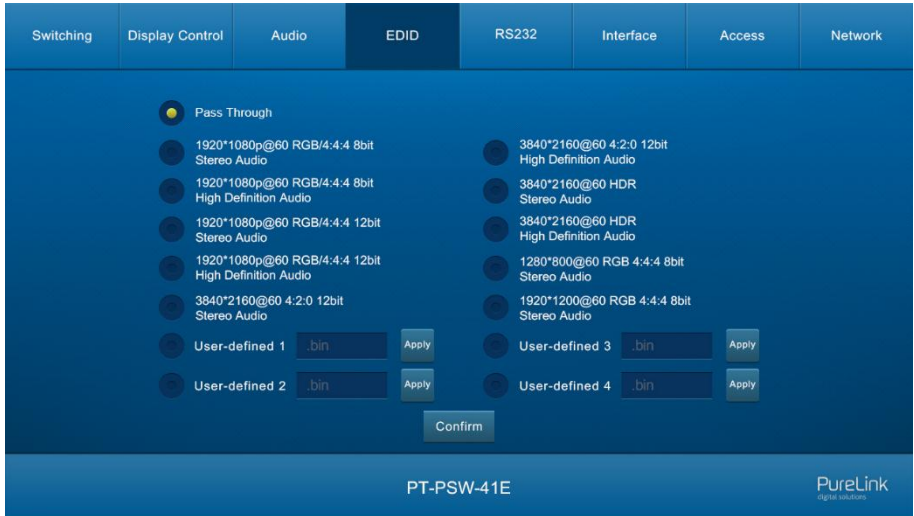 Switching Display Control Audio EDID RS232 Interface Access Network
Pass Through
1920*1080p@60 RGB/4:4:4 8bit
Stereo Audio
1920*1080p@60 RGB/4:4:4 8bit
High Definition Audio
1920*1080p@60 RGB/4:4:4 12bit
Stereo Audio
1920*1080p@60 RGB/4:4:4 12bit
High Definition Audio
3840*2160@60 4:2:0 12bit
Stereo Audio
User-defined 1 .bin Apply
User-defined 2 .bin Apply
3840*2160@60 4:2:0 12bit
High Definition Audio
3840*2160@60 HDR
Stereo Audio
3840*2160@60 HDR
High Definition Audio
1280*800@60 RGB 4:4:4 8bit
Stereo Audio
1920*1200@60 RGB 4:4:4 8bit
Stereo Audio
User-defined 3 .bin Apply
User-defined 4 .bin Apply
Confirm
PT-PSW-41E
PureLink
digital solutions